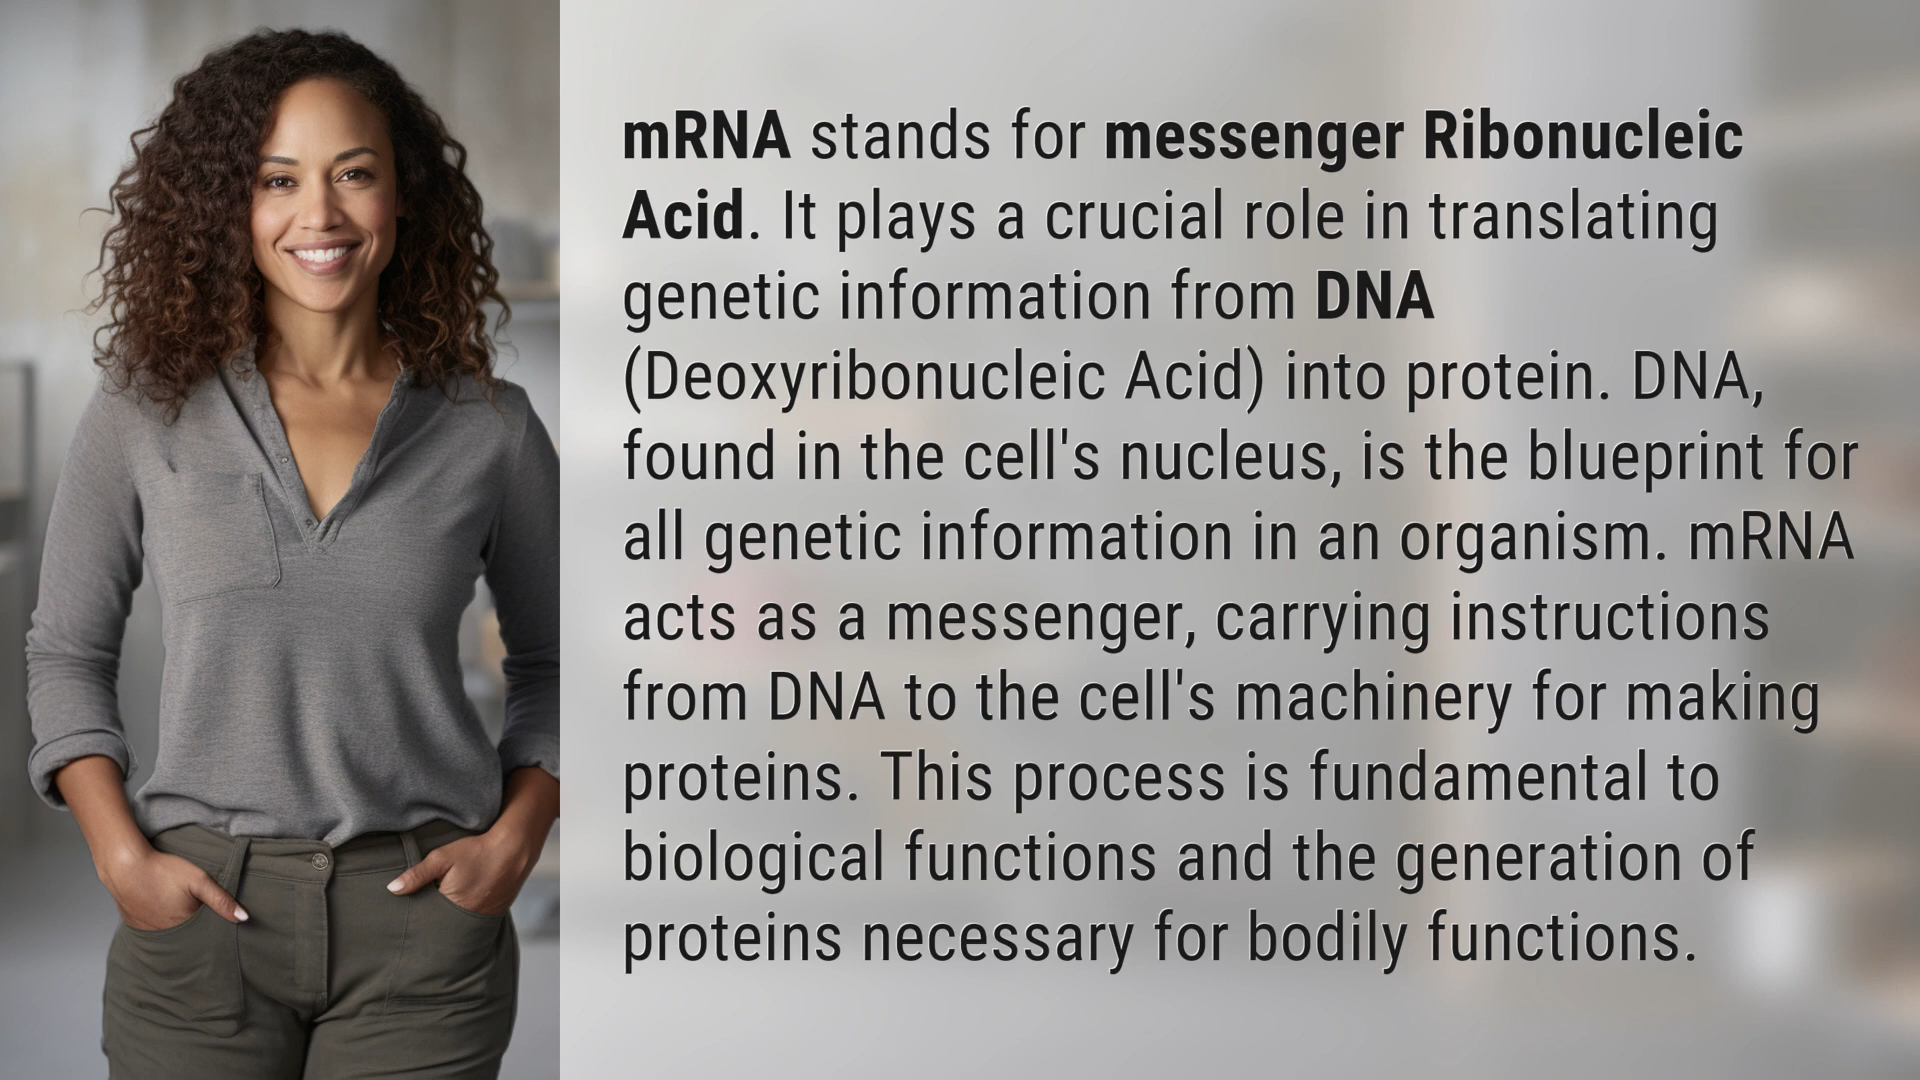 mRNA stands for messenger Ribonucleic
Acid. It plays a crucial role in translating
genetic information from DNA
(Deoxyribonucleic Acid) into protein. DNA,
found in the cell's nucleus, is the blueprint for
all genetic information in an organism. mRNA
acts as a messenger, carrying instructions
from DNA to the cell's machinery for making
proteins. This process is fundamental to
biological functions and the generation of
proteins necessary for bodily functions.